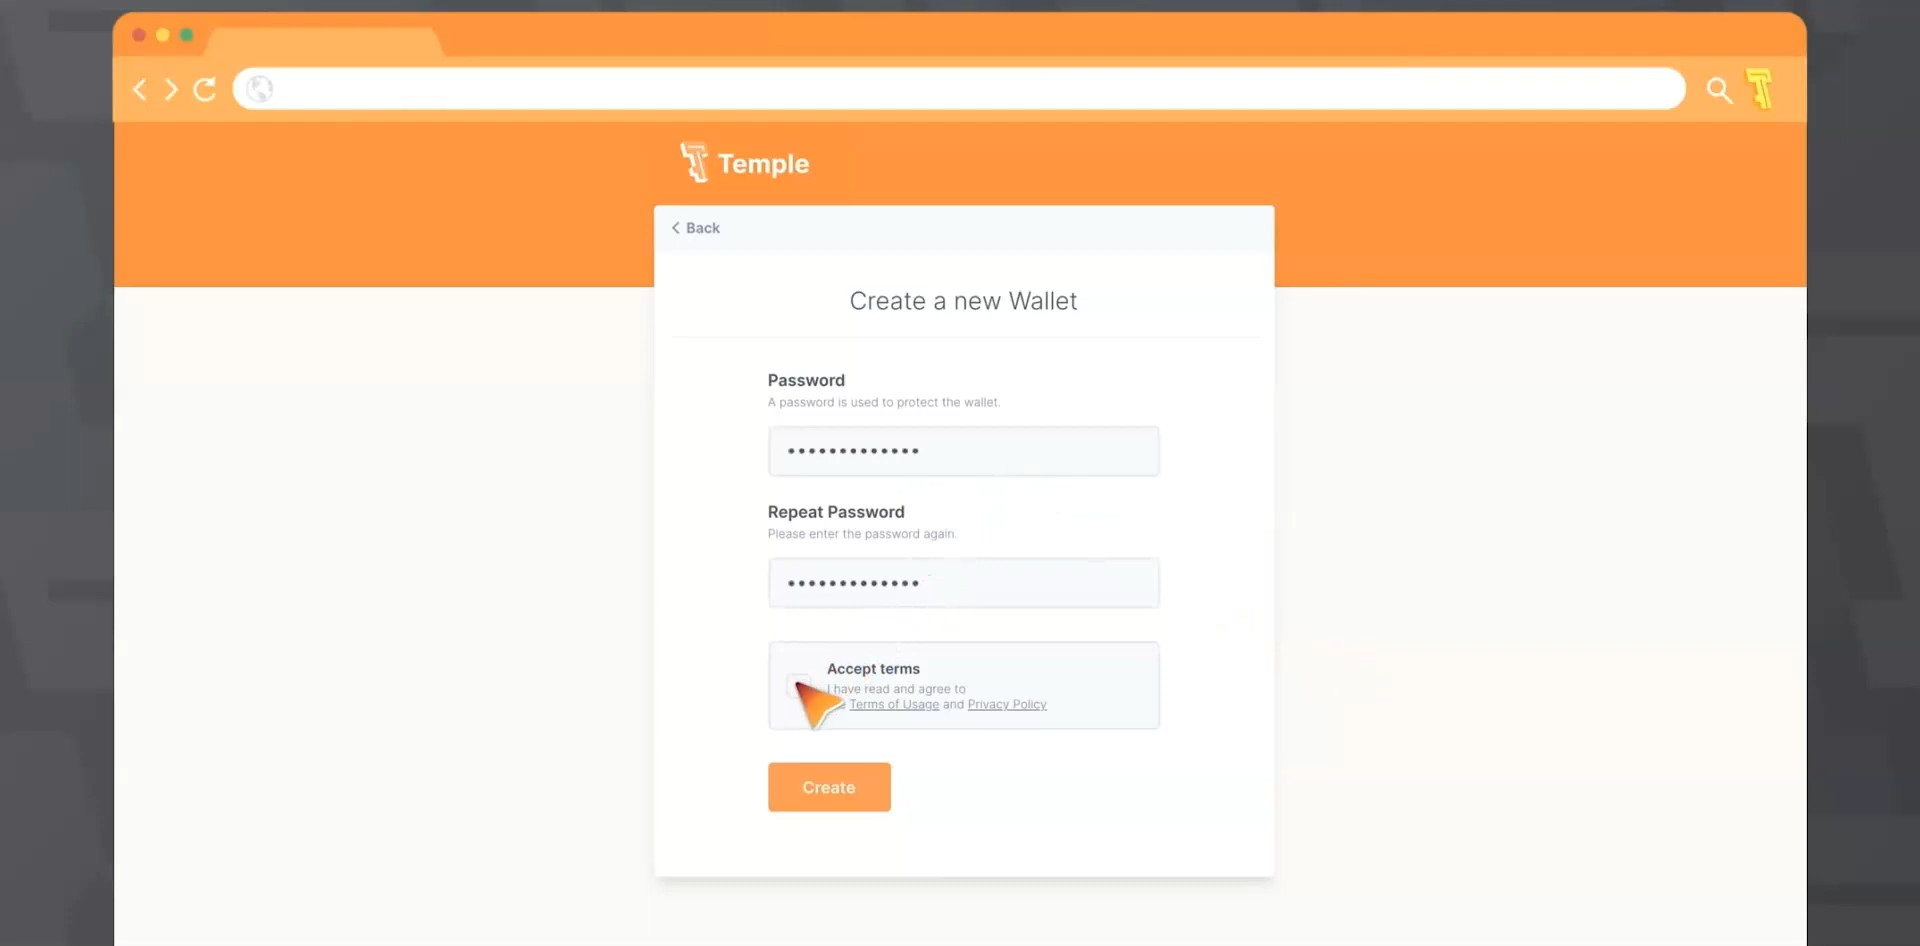 Temple
Back
Create a new Wallet
Password
A password is used to protect the wallet.
•••••••••••••
Repeat Password
Please enter the password again.
•••••••••••••
Accept terms
I have read and agree to
Terms of Usage and Privacy Policy
Create